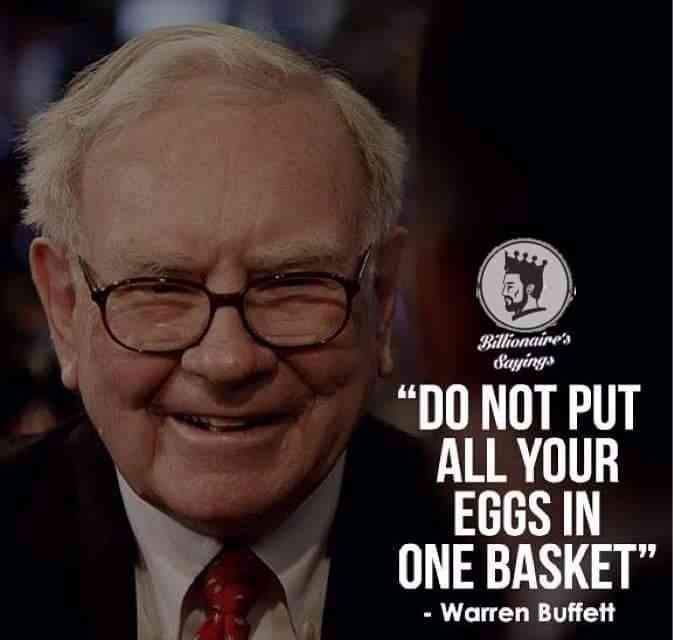 Billionaire's
Sayings
“DO NOT PUT
ALL YOUR
EGGS IN
ONE BASKET”
- Warren Buffett